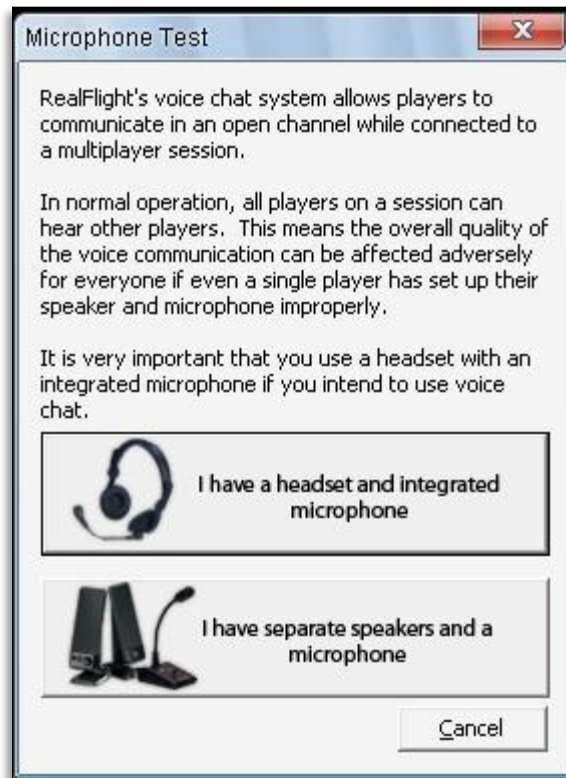 Microphone Test
RealFlight's voice chat system allows players to
communicate in an open channel while connected to
a multiplayer session.
In normal operation, all players on a session can
hear other players.  This means the overall quality of
the voice communication can be affected adversely
for everyone if even a single player has set up their
speaker and microphone improperly.
It is very important that you use a headset with an
integrated microphone if you intend to use voice
chat.
I have a headset and integrated
microphone
I have separate speakers and a
microphone
Cancel